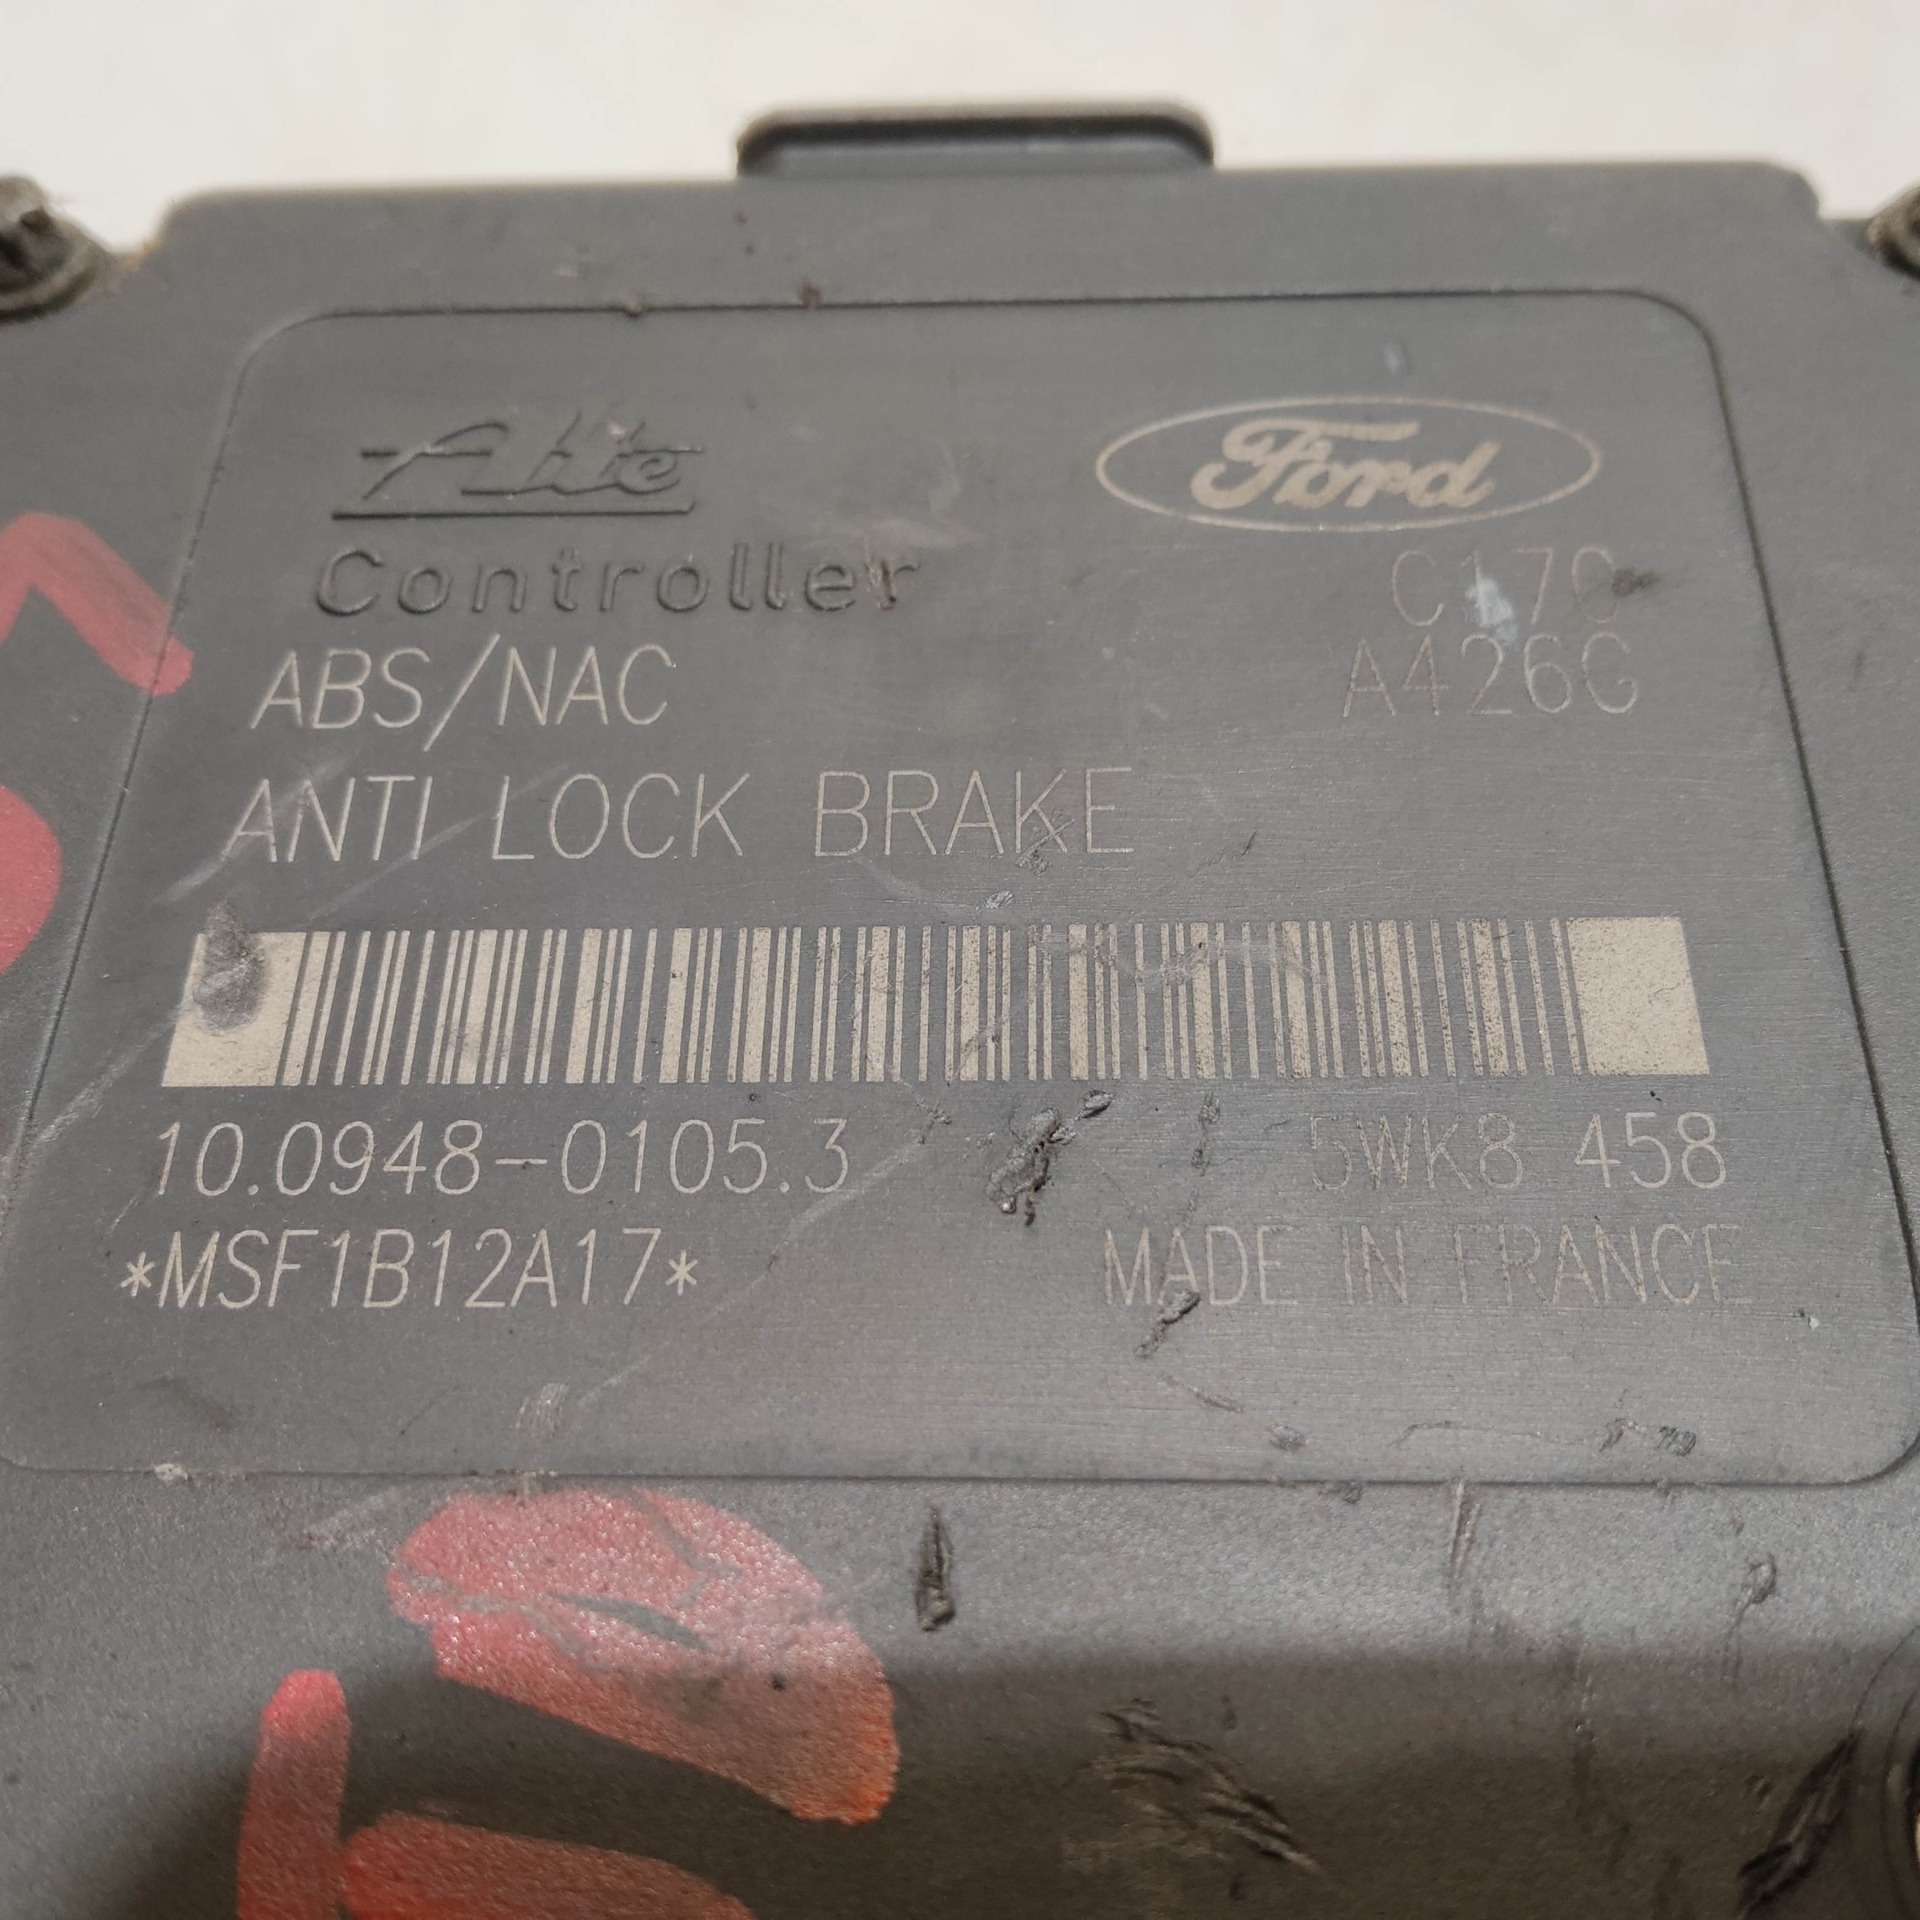 Ate Ford
Controller C170
ABS/NAC A426G
ANTI LOCK BRAKE
10.0948-0105.3 5WK8 458
*MSF1B12A17* MADE IN FRANCE